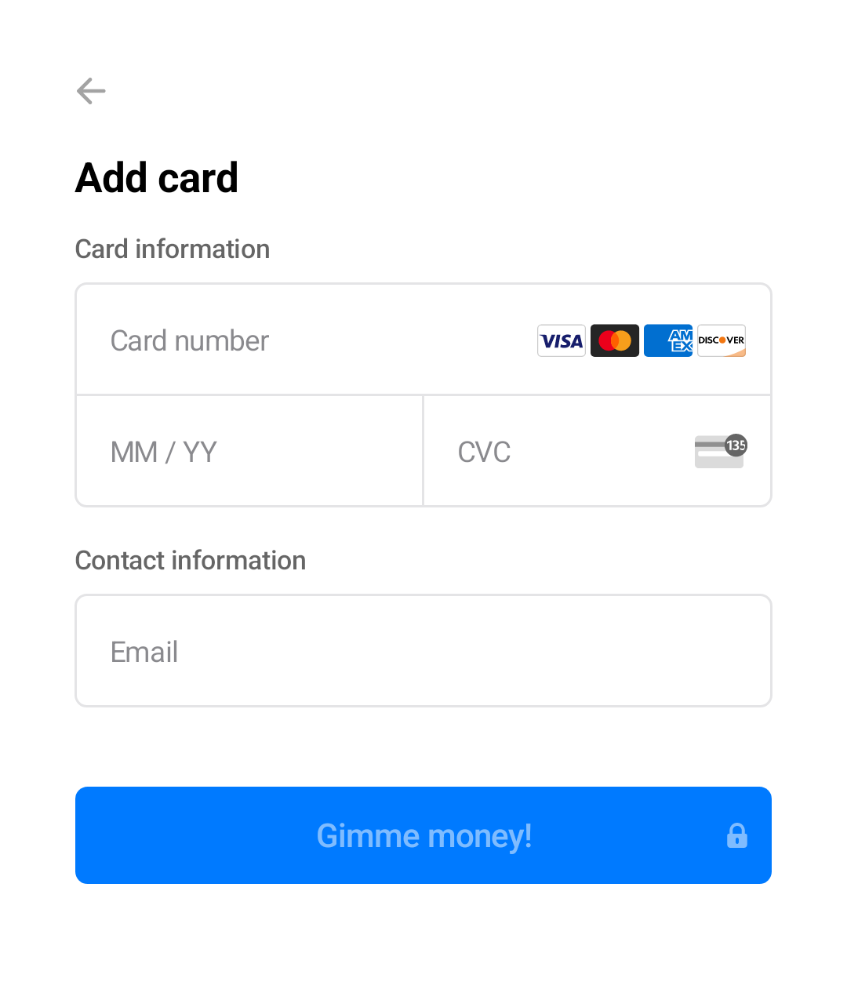 Add card
Card information
Card number VISA AM EX DISCOVER
MM / YY CVC 135
Contact information
Email
Gimme money!